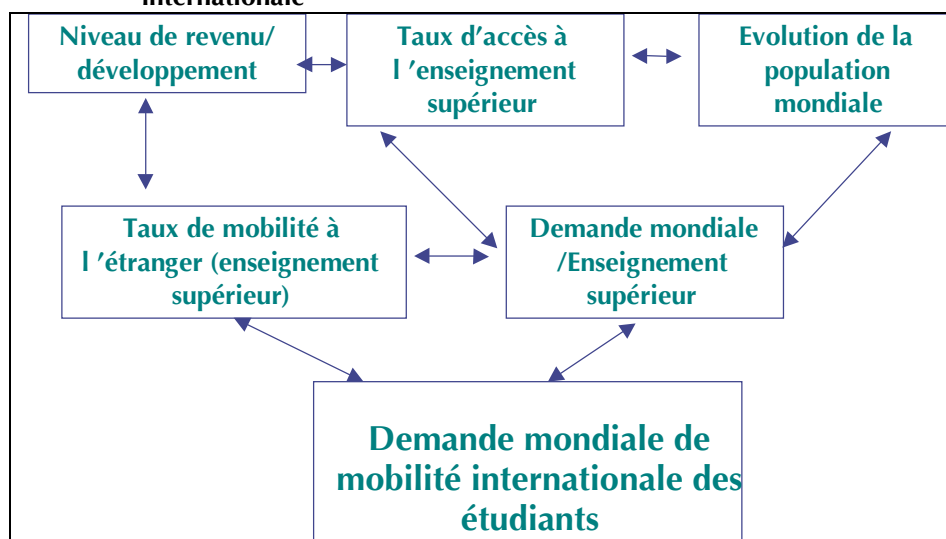 internationale
Niveau de revenu/
développement
Taux d’accès à
l ’enseignement
supérieur
Evolution de la
population
mondiale
Taux de mobilité à
l ’étranger (enseignement
supérieur)
Demande mondiale
/Enseignement
supérieur
Demande mondiale de
mobilité internationale des
étudiants